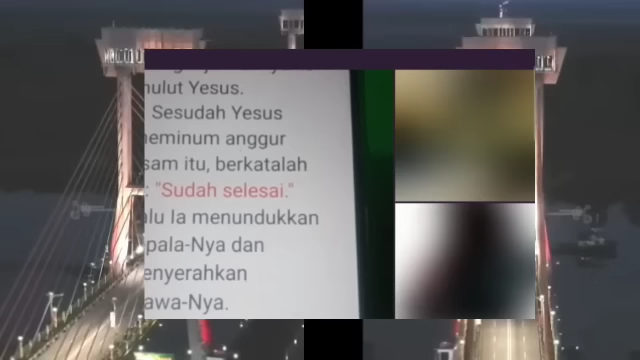 mulut Yesus.
Sesudah Yesus
meminum anggur
asam itu, berkatalah
: "Sudah selesai."
alu Ia menundukkan
pala-Nya dan
enyerahkan
awa-Nya.